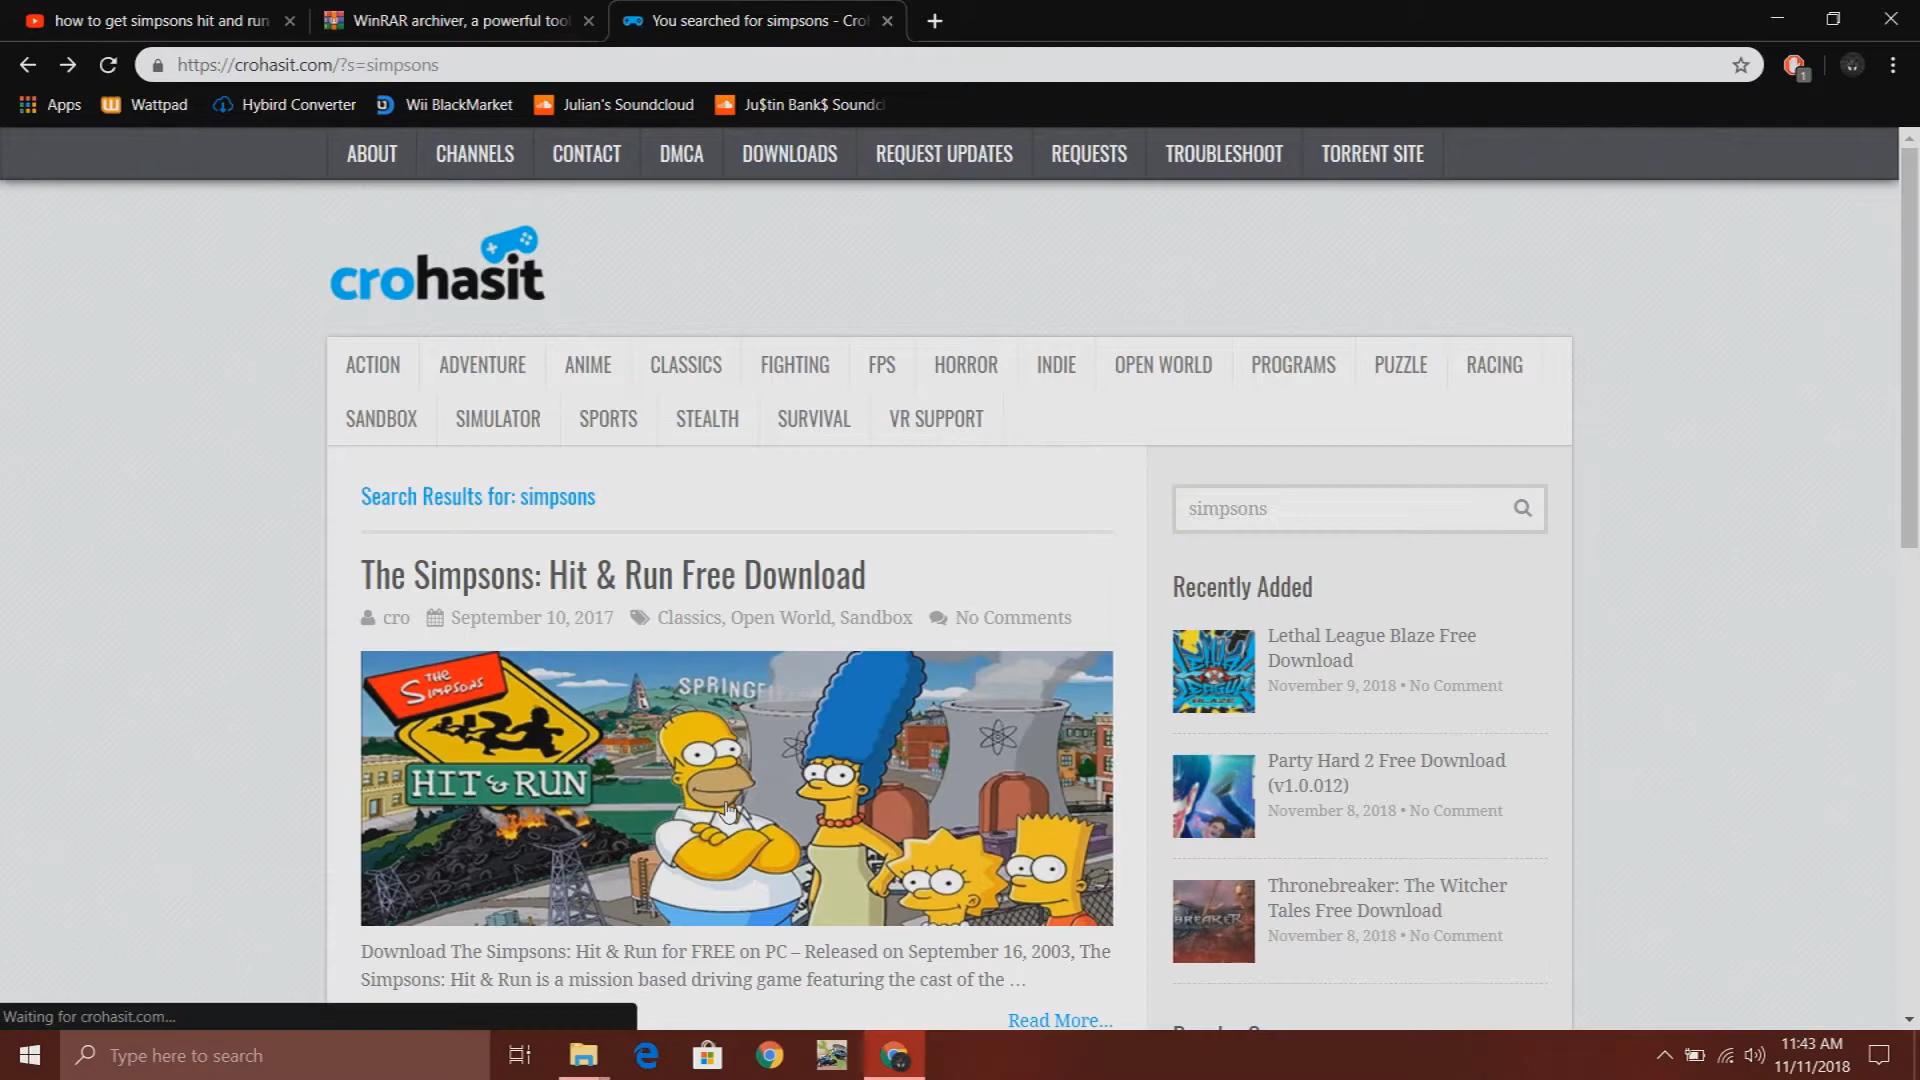 how to get simpsons hit and run
WinRAR archiver, a powerful tool
You searched for simpsons - Cro
https://crohasit.com/?s=simpsons
1
Apps
Wattpad
Hybird Converter
Wii BlackMarket
Julian's Soundcloud
Ju$tin Bank$ Soundcl
ABOUT
CHANNELS
CONTACT
DMCA
DOWNLOADS
REQUEST UPDATES
REQUESTS
TROUBLESHOOT
TORRENT SITE
crohasit
ACTION
ADVENTURE
ANIME
CLASSICS
FIGHTING
FPS
HORROR
INDIE
OPEN WORLD
PROGRAMS
PUZZLE
RACING
SANDBOX
SIMULATOR
SPORTS
STEALTH
SURVIVAL
VR SUPPORT
Search Results for: simpsons
The Simpsons: Hit & Run Free Download
cro September 10, 2017 Classics, Open World, Sandbox No Comments
THE
SIMPSONS
HIT & RUN
SPRINGF
Download The Simpsons: Hit & Run for FREE on PC – Released on September 16, 2003, The
Simpsons: Hit & Run is a mission based driving game featuring the cast of the …
Read More...
simpsons
Recently Added
Lethal League Blaze Free
Download
November 9, 2018 • No Comment
Party Hard 2 Free Download
(v1.0.012)
November 8, 2018 • No Comment
Thronebreaker: The Witcher
Tales Free Download
November 8, 2018 • No Comment
Waiting for crohasit.com...
Type here to search
11:43 AM
11/11/2018